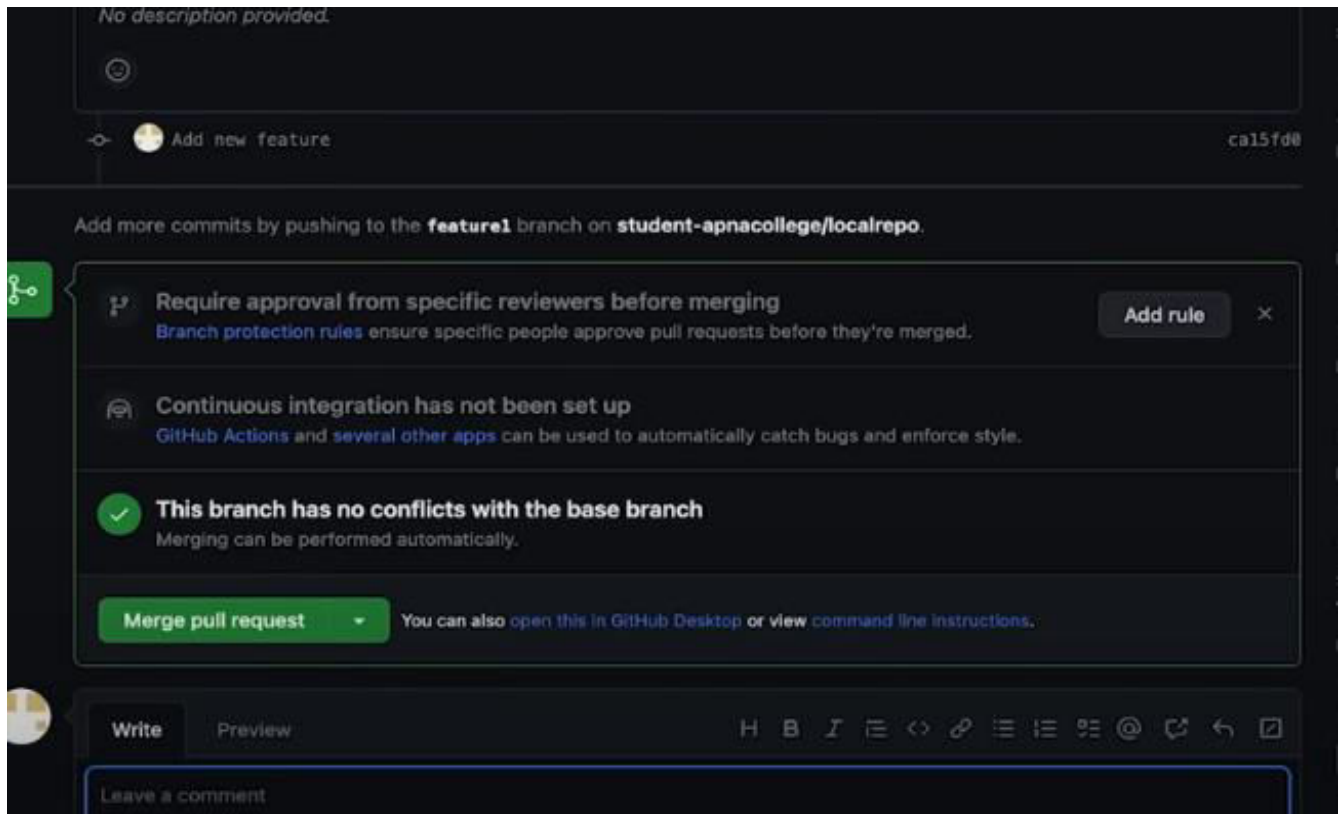 No description provided.
Add new feature
ca15fd0
Add more commits by pushing to the feature1 branch on student-apnacollege/localrepo.
Require approval from specific reviewers before merging
Branch protection rules ensure specific people approve pull requests before they're merged.
Add rule
Continuous integration has not been set up
GitHub Actions and several other apps can be used to automatically catch bugs and enforce style.
This branch has no conflicts with the base branch
Merging can be performed automatically.
Merge pull request
You can also open this in GitHub Desktop or view command line instructions.
Write Preview
Leave a comment